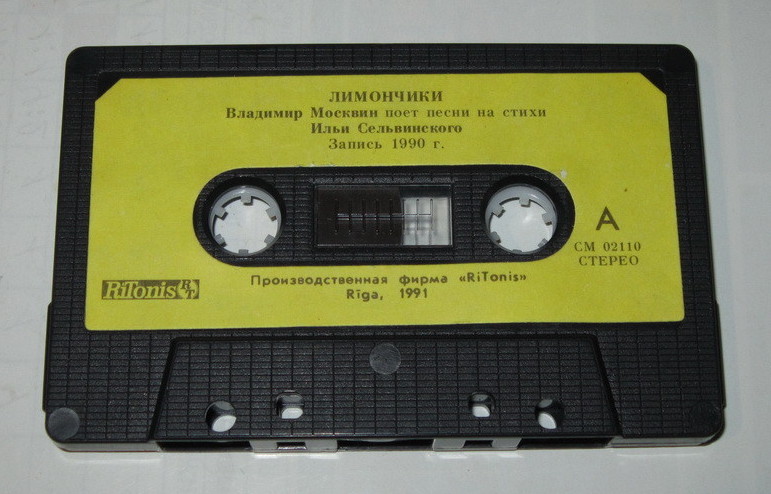 ЛИМОНЧИКИ
Владимир Москвин поет песни на стихи
Ильи Сельвинского
Запись 1990 г.
A
СМ 02110
СТЕРЕО
RiTonis RT
Производственная фирма «RiTonis»
Rīga, 1991